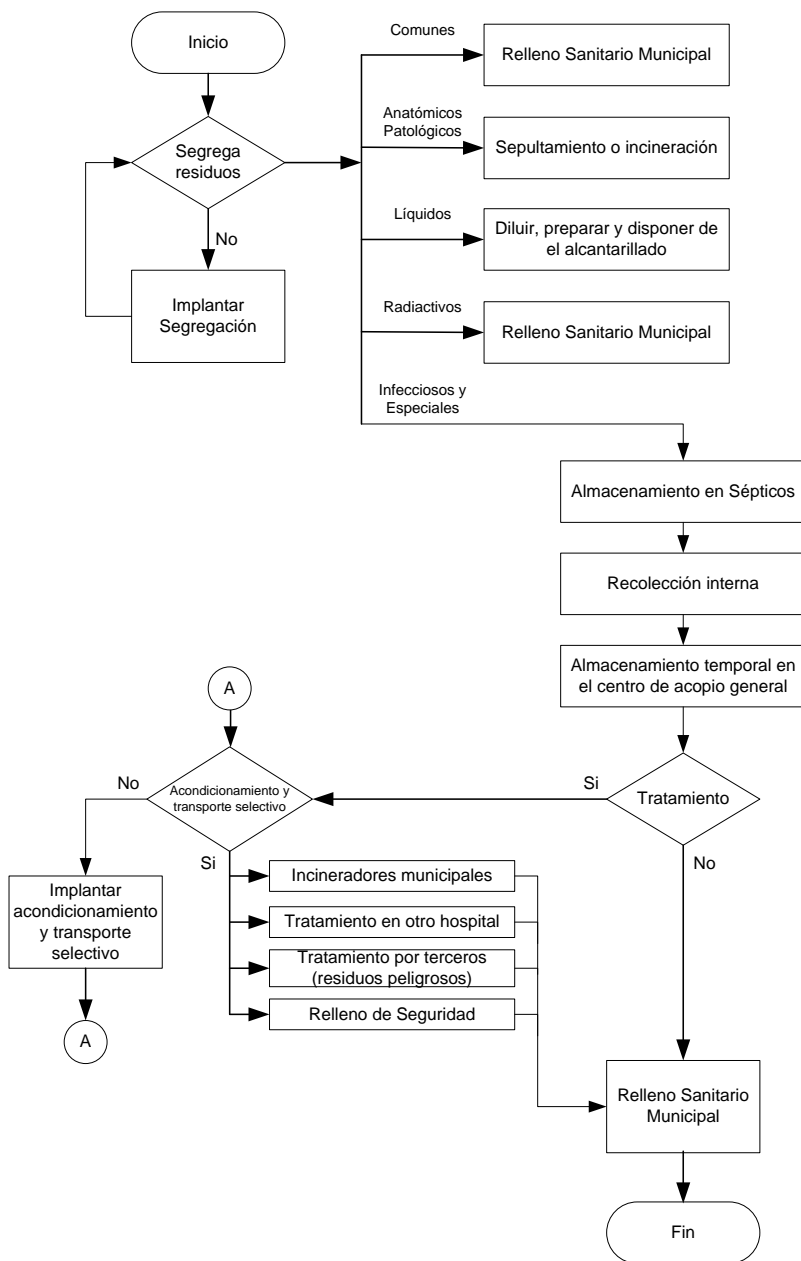 Inicio
Comunes
Relleno Sanitario Municipal
Anatómicos
Patológicos
Sepultamiento o incineración
Segrega
residuos
Líquidos
Diluir, preparar y disponer de
el alcantarillado
No
Implantar
Segregación
Radiactivos
Relleno Sanitario Municipal
Infecciosos y
Especiales
Almacenamiento en Sépticos
Recolección interna
Almacenamiento temporal en
el centro de acopio general
A
Tratamiento
Si
No
Acondicionamiento y
transporte selectivo
No
Si
Implantar
acondicionamiento
y transporte
selectivo
A
Incineradores municipales
Tratamiento en otro hospital
Tratamiento por terceros
(residuos peligrosos)
Relleno de Seguridad
Relleno Sanitario
Municipal
Fin